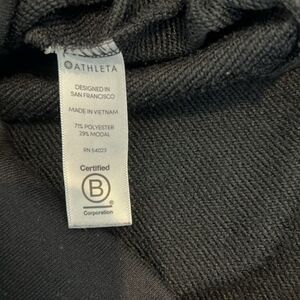 ATHLETA
DESIGNED IN
SAN FRANCISCO
MADE IN VIETNAM
71% POLYESTER
29% MODAL
RN 54023
Certified
B
Corporation